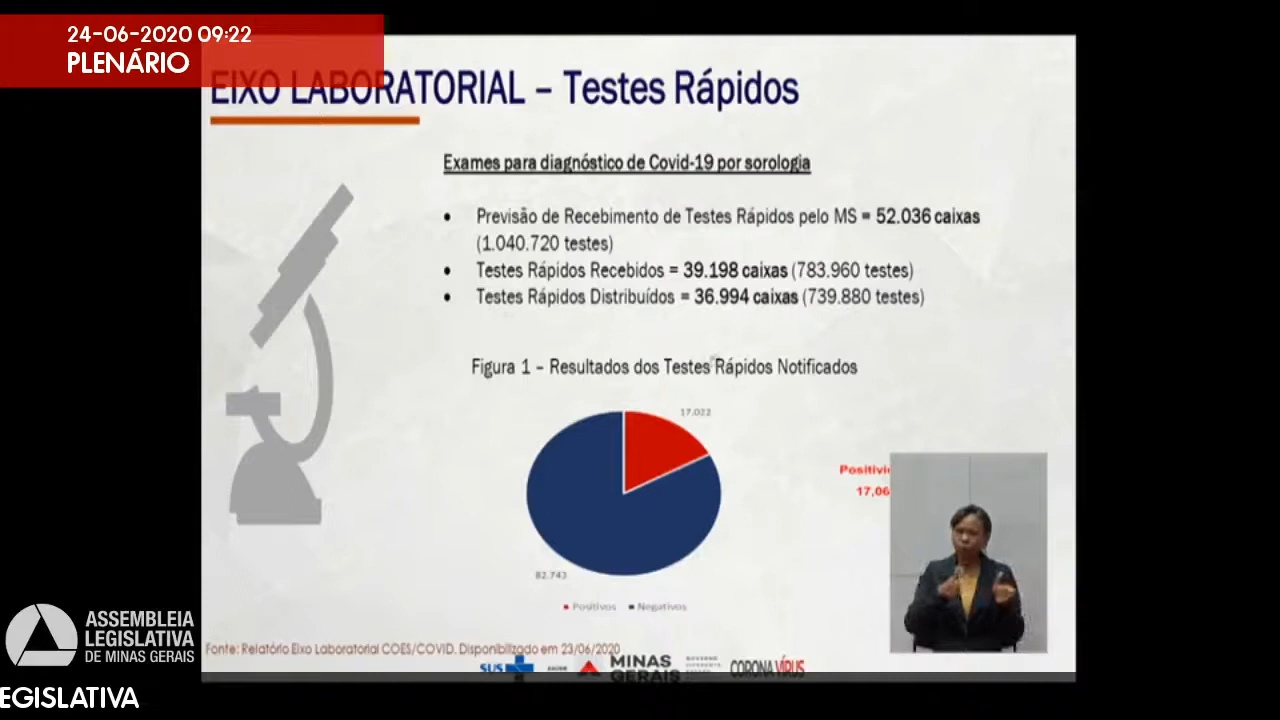 24-06-2020 09:22
PLENÁRIO
EIXO LABORATORIAL – Testes Rápidos
Exames para diagnóstico de Covid-19 por sorologia
• Previsão de Recebimento de Testes Rápidos pelo MS = 52.036 caixas
(1.040.720 testes)
• Testes Rápidos Recebidos = 39.198 caixas (783.960 testes)
• Testes Rápidos Distribuídos = 36.994 caixas (739.880 testes)
Figura 1 – Resultados dos Testes Rápidos Notificados
17.022
Positivi
17,06
82.743
Positivos Negativos
ASSEMBLEIA
LEGISLATIVA
DE MINAS GERAIS
Fonte: Relatório Eixo Laboratorial COES/COVID. Disponibilizado em 23/06/2020
SUS
SAÚDE
MINAS
GERAIS
CORONA VÍRUS
EGISLATIVA